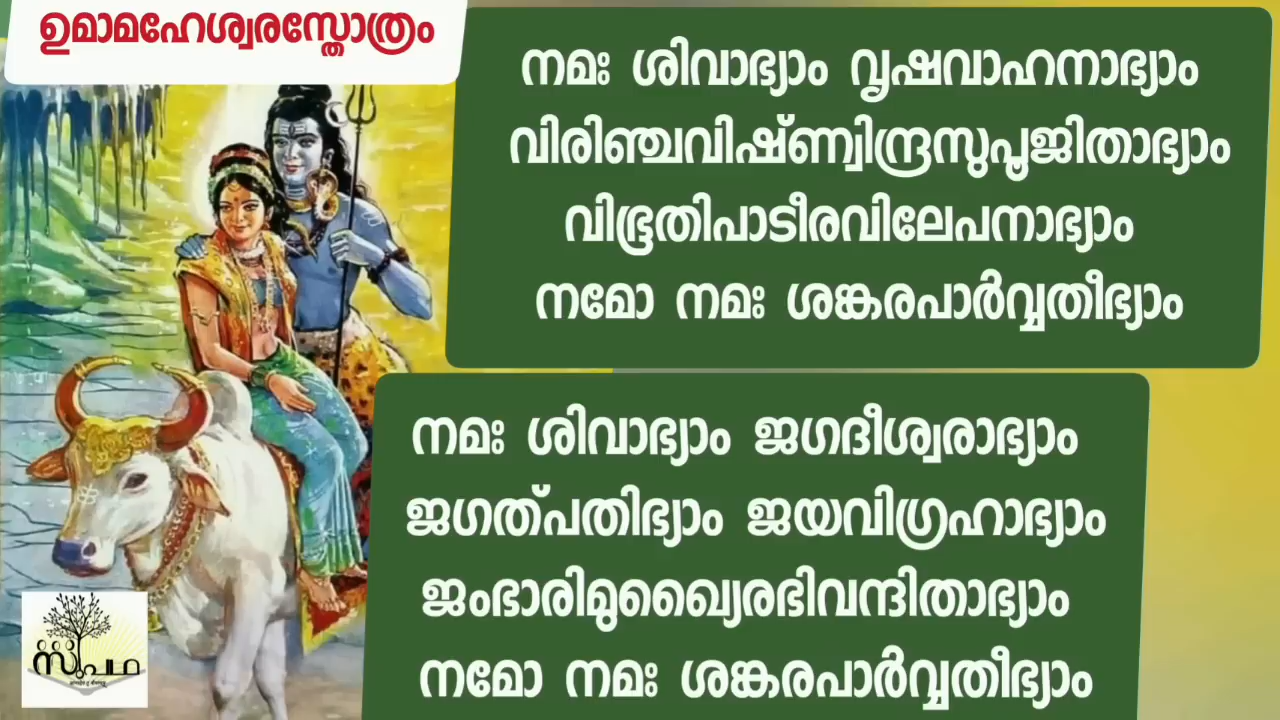 ഉമാമഹേശ്വരസ്തോത്രം
നമഃ ശിവാഭ്യാം വൃഷവാഹനാഭ്യാം
വിരിഞ്ചവിഷ്ണ്വിന്ദ്രസുപൂജിതാഭ്യാം
വിഭൂതിപാടീരവിലേപനാഭ്യാം
നമോ നമഃ ശങ്കരപാർവ്വതീഭ്യാം
നമഃ ശിവാഭ്യാം ജഗദീശ്വരാഭ്യാം
ജഗത്പതിഭ്യാം ജയവിഗ്രഹാഭ്യാം
ജംഭാരിമുഖ്യൈരഭിവന്ദിതാഭ്യാം
നമോ നമഃ ശങ്കരപാർവ്വതീഭ്യാം
സുപഥ